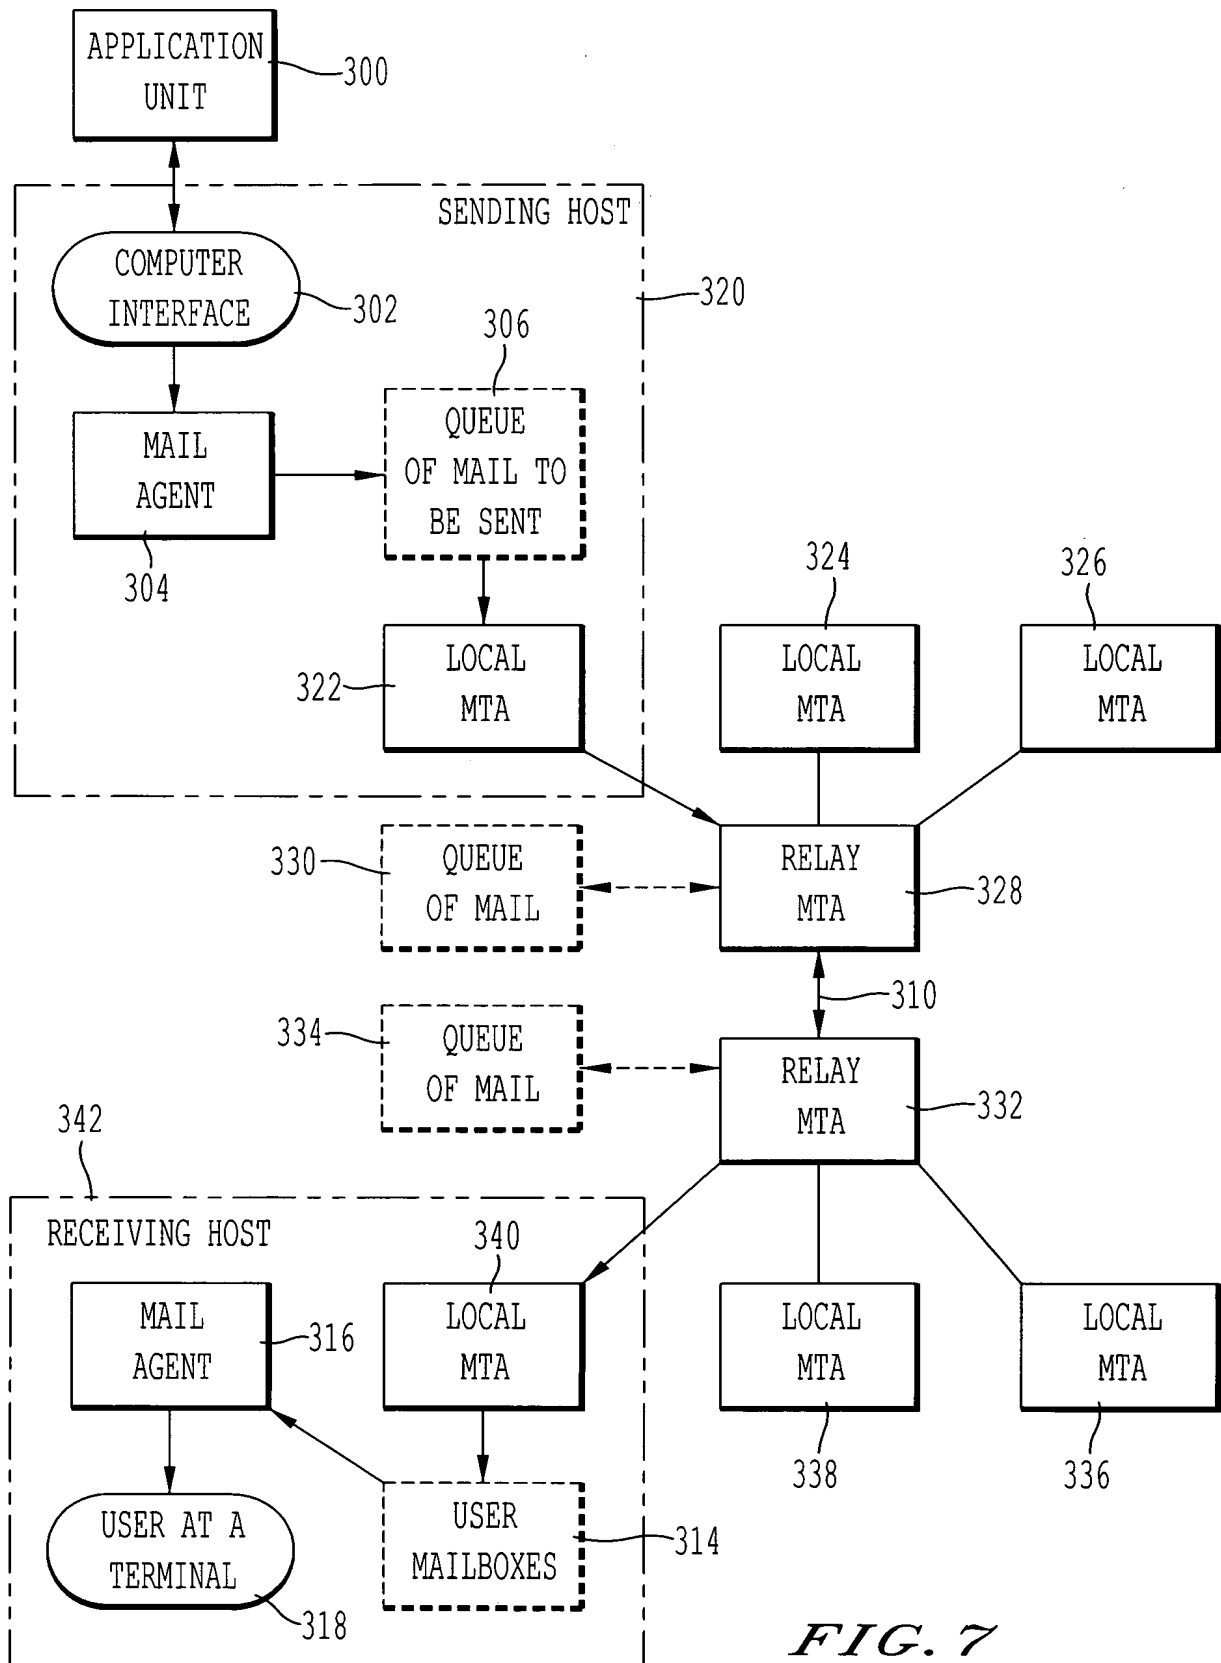 APPLICATION
UNIT
300
SENDING HOST
COMPUTER
INTERFACE
302
320
306
MAIL
AGENT
304
QUEUE
OF MAIL TO
BE SENT
324
326
322
LOCAL
MTA
LOCAL
MTA
LOCAL
MTA
330
QUEUE
OF MAIL
RELAY
MTA
328
310
334
QUEUE
OF MAIL
RELAY
MTA
332
342
RECEIVING HOST
340
MAIL
AGENT
316
LOCAL
MTA
LOCAL
MTA
338
LOCAL
MTA
336
USER AT A
TERMINAL
318
USER
MAILBOXES
314
FIG. 7